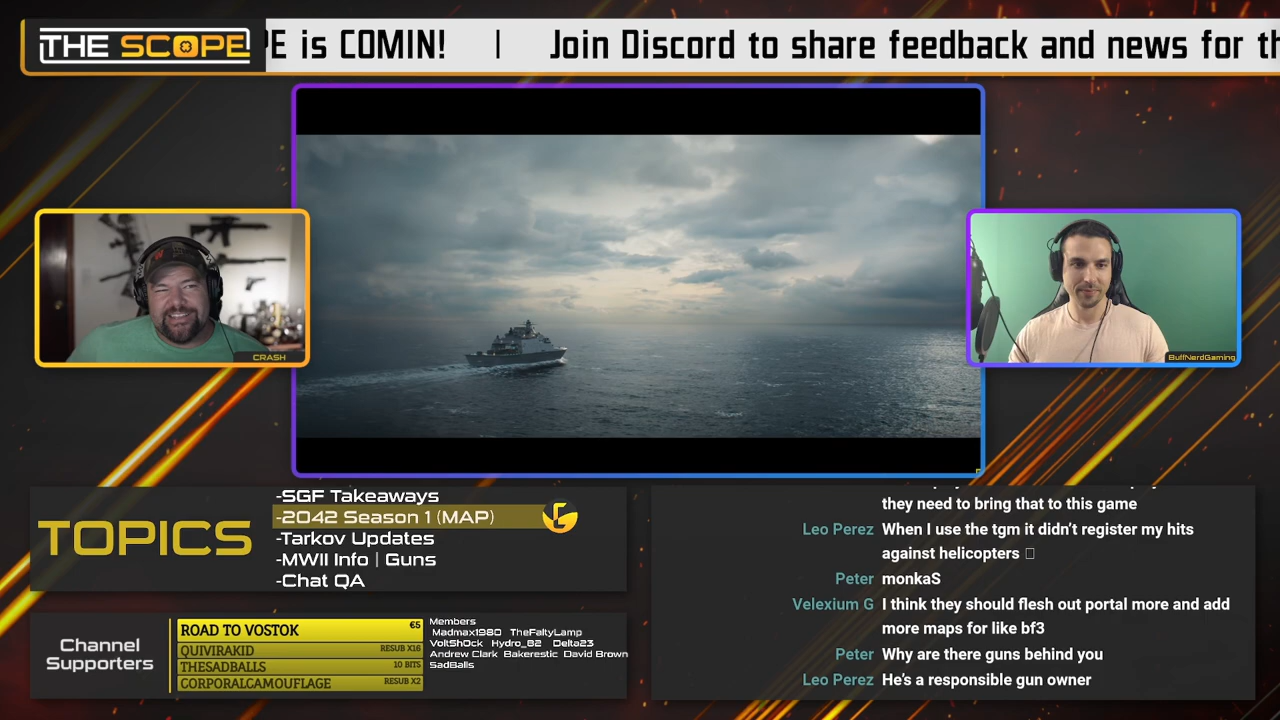 THE SCOPE
E is COMIN! | Join Discord to share feedback and news for th
CRASH
BuffNerdGaming
TOPICS
-SGF Takeaways
-2042 Season 1 (MAP)
-Tarkov Updates
-MWII Info | Guns
-Chat QA
Channel
Supporters
ROAD TO VOSTOK €5
QUIVIRAKID RESUB X16
THESADBALLS 10 BITS
CORPORALCAMOUFLAGE RESUB X2
Members
Madmax1980 TheFaltyLamp
VoltSh0ck Hydro_82 Delta23
Andrew Clark Bakerestic David Brown
SadBalls
they need to bring that to this game
Leo Perez When I use the tgm it didn't register my hits
against helicopters
Peter monkaS
Velexium G I think they should flesh out portal more and add
more maps for like bf3
Peter Why are there guns behind you
Leo Perez He's a responsible gun owner